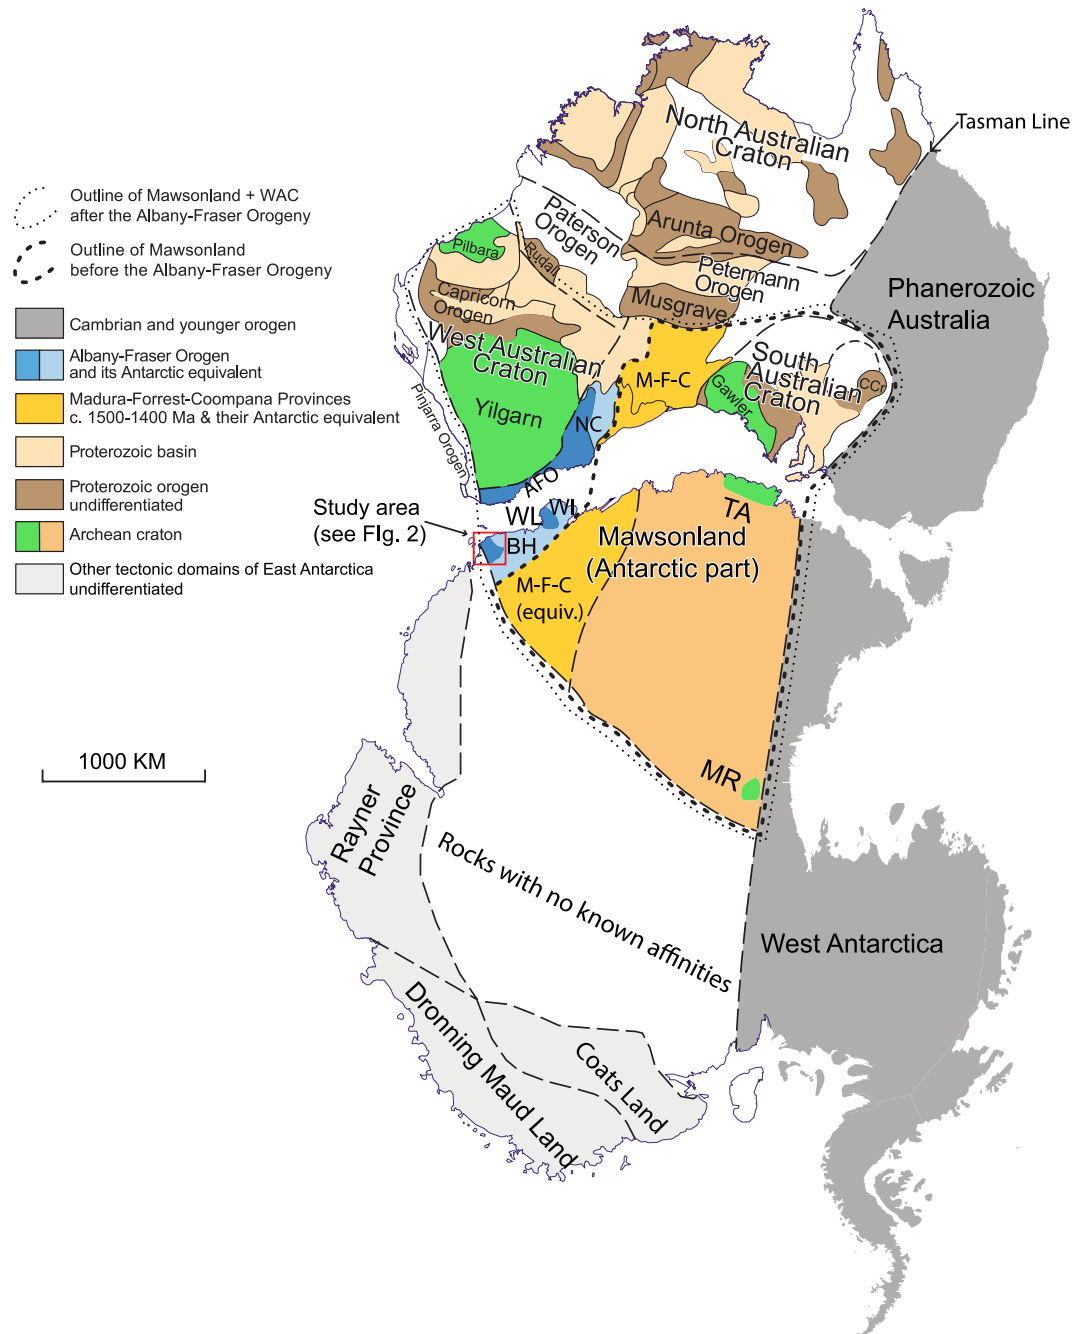 Outline of Mawsonland + WAC
after the Albany-Fraser Orogeny
Outline of Mawsonland
before the Albany-Fraser Orogeny
Cambrian and younger orogen
Albany-Fraser Orogen
and its Antarctic equivalent
Madura-Forrest-Coompana Provinces
c. 1500-1400 Ma & their Antarctic equivalent
Proterozoic basin
Proterozoic orogen
undifferentiated
Archean craton
Other tectonic domains of East Antarctica
undifferentiated
1000 KM
Tasman Line
North Australian
Craton
Paterson
Orogen
Arunta Orogen
Petermann
Orogen
Musgrave
Pilbara
Rudall
Capricorn
Orogen
West Australian
Craton
Yilgarn
Pinjarra Orogen
NC
AFO
M-F-C
South
Australian
Craton
Gawler
CCr
Phanerozoic
Australia
Study area
(see FIg. 2)
WL
WI
BH
TA
Mawsonland
(Antarctic part)
M-F-C
(equiv.)
MR
Rayner
Province
Rocks with no known affinities
West Antarctica
Dronning Maud Land
Coats Land